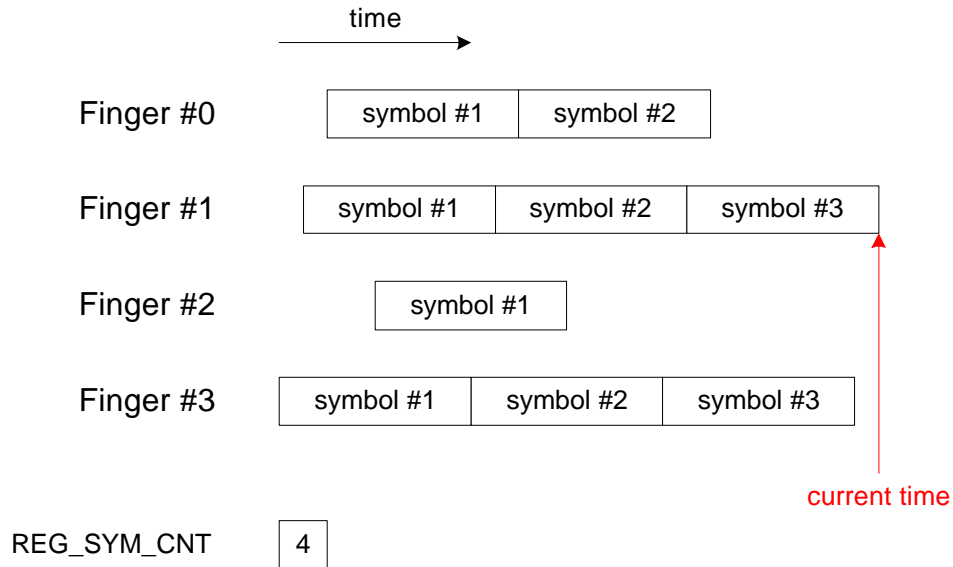 time
Finger #0
symbol #1
symbol #2
Finger #1
symbol #1
symbol #2
symbol #3
Finger #2
symbol #1
Finger #3
symbol #1
symbol #2
symbol #3
current time
REG_SYM_CNT
4